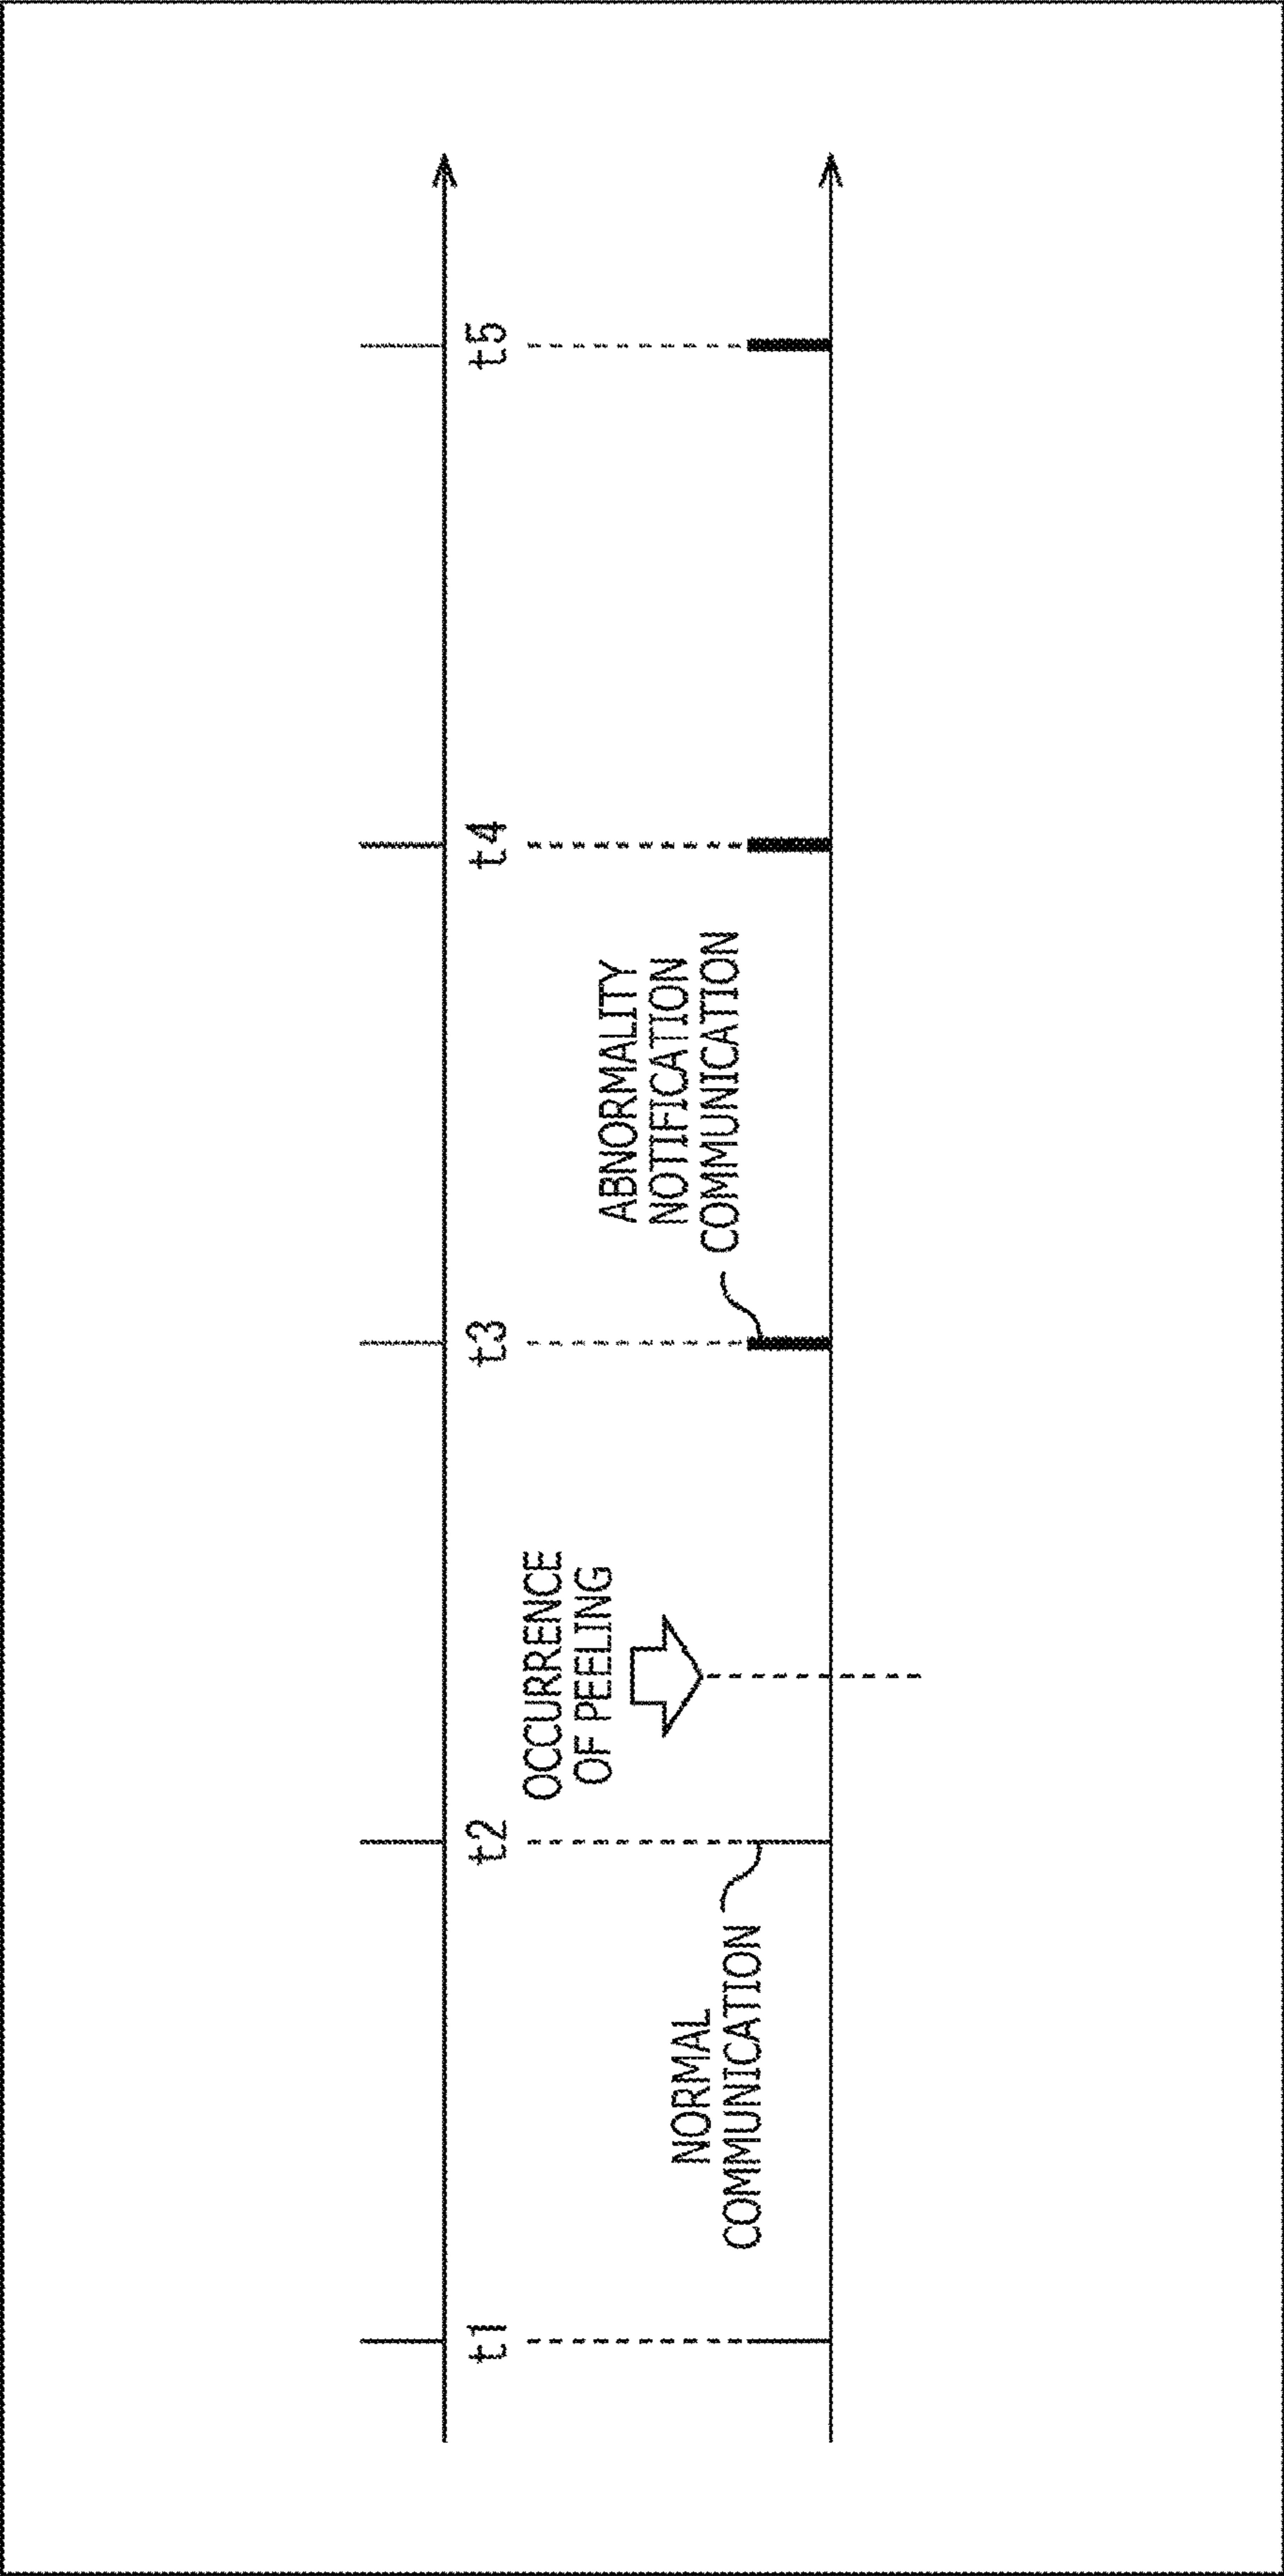 t1
t2
t3
t4
t5
OCCURRENCE
OF PEELING
ABNORMALITY
NOTIFICATION
COMMUNICATION
NORMAL
COMMUNICATION